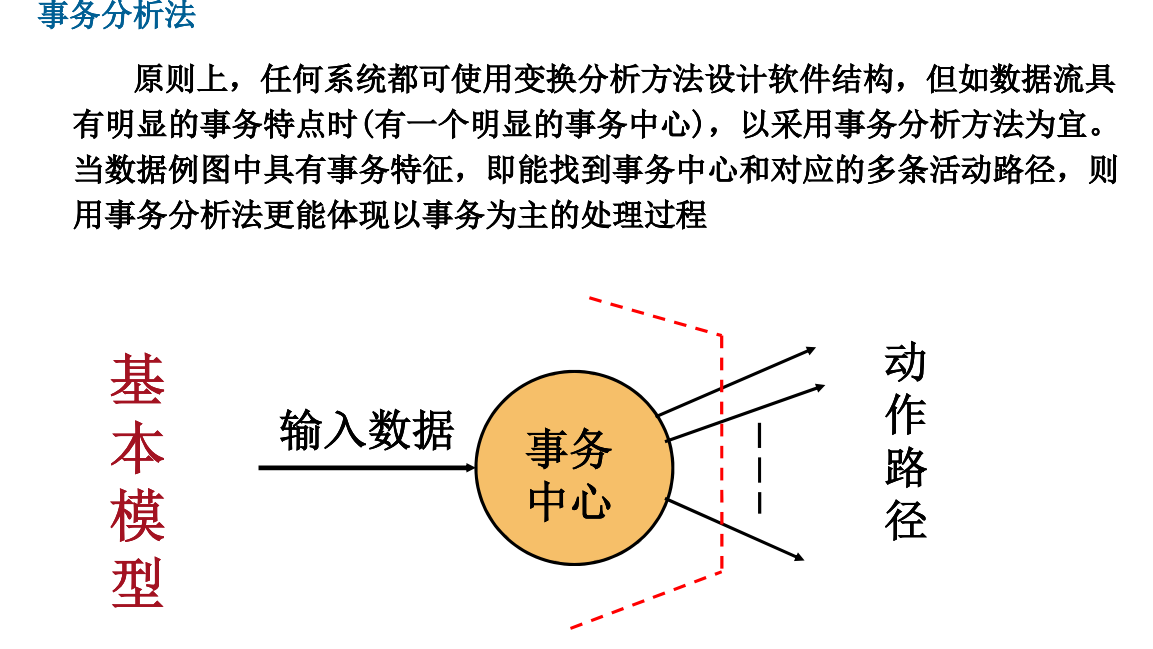 事务分析法
原则上，任何系统都可使用变换分析方法设计软件结构，但如数据流具
有明显的事务特点时(有一个明显的事务中心)，以采用事务分析方法为宜。
当数据例图中具有事务特征，即能找到事务中心和对应的多条活动路径，则
用事务分析法更能体现以事务为主的处理过程
基
本
模
型
输入数据
事务
中心
动
作
路
径